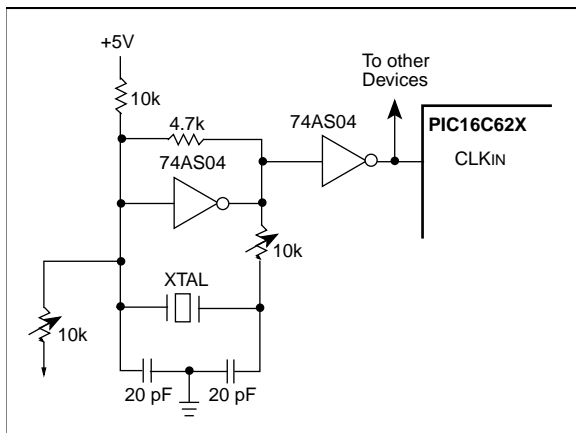 +5V
To other
Devices
10k
4.7k
74AS04
PIC16C62X
74AS04
CLKIN
10k
XTAL
10k
20 pF
20 pF